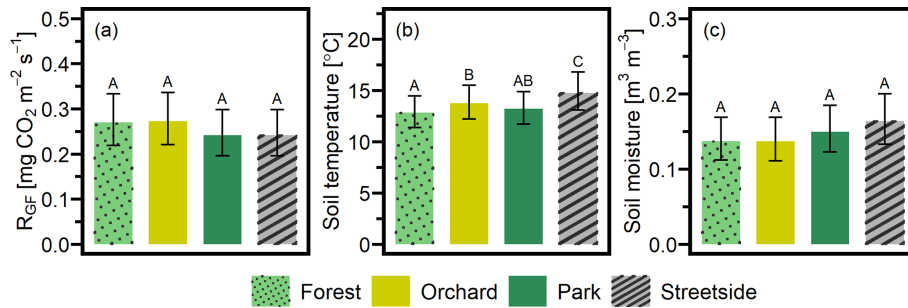 (a)
R_GF [mg CO₂ m⁻² s⁻¹]
0.5
0.4
0.3
0.2
0.1
0.0
A A A A
(b)
Soil temperature [°C]
20
15
10
5
0
A B AB C
(c)
Soil moisture [m³ m⁻³]
0.3
0.2
0.1
0.0
A A A A
Forest Orchard Park Streetside